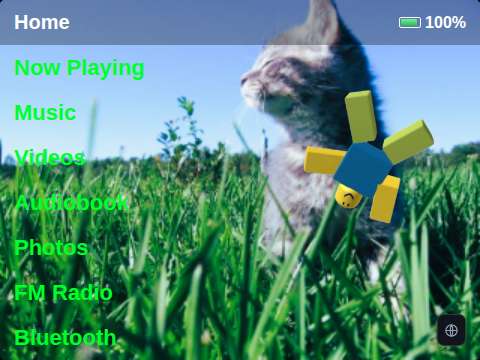 Home
100%
Now Playing
Music
Videos
Audiobook
Photos
FM Radio
Bluetooth